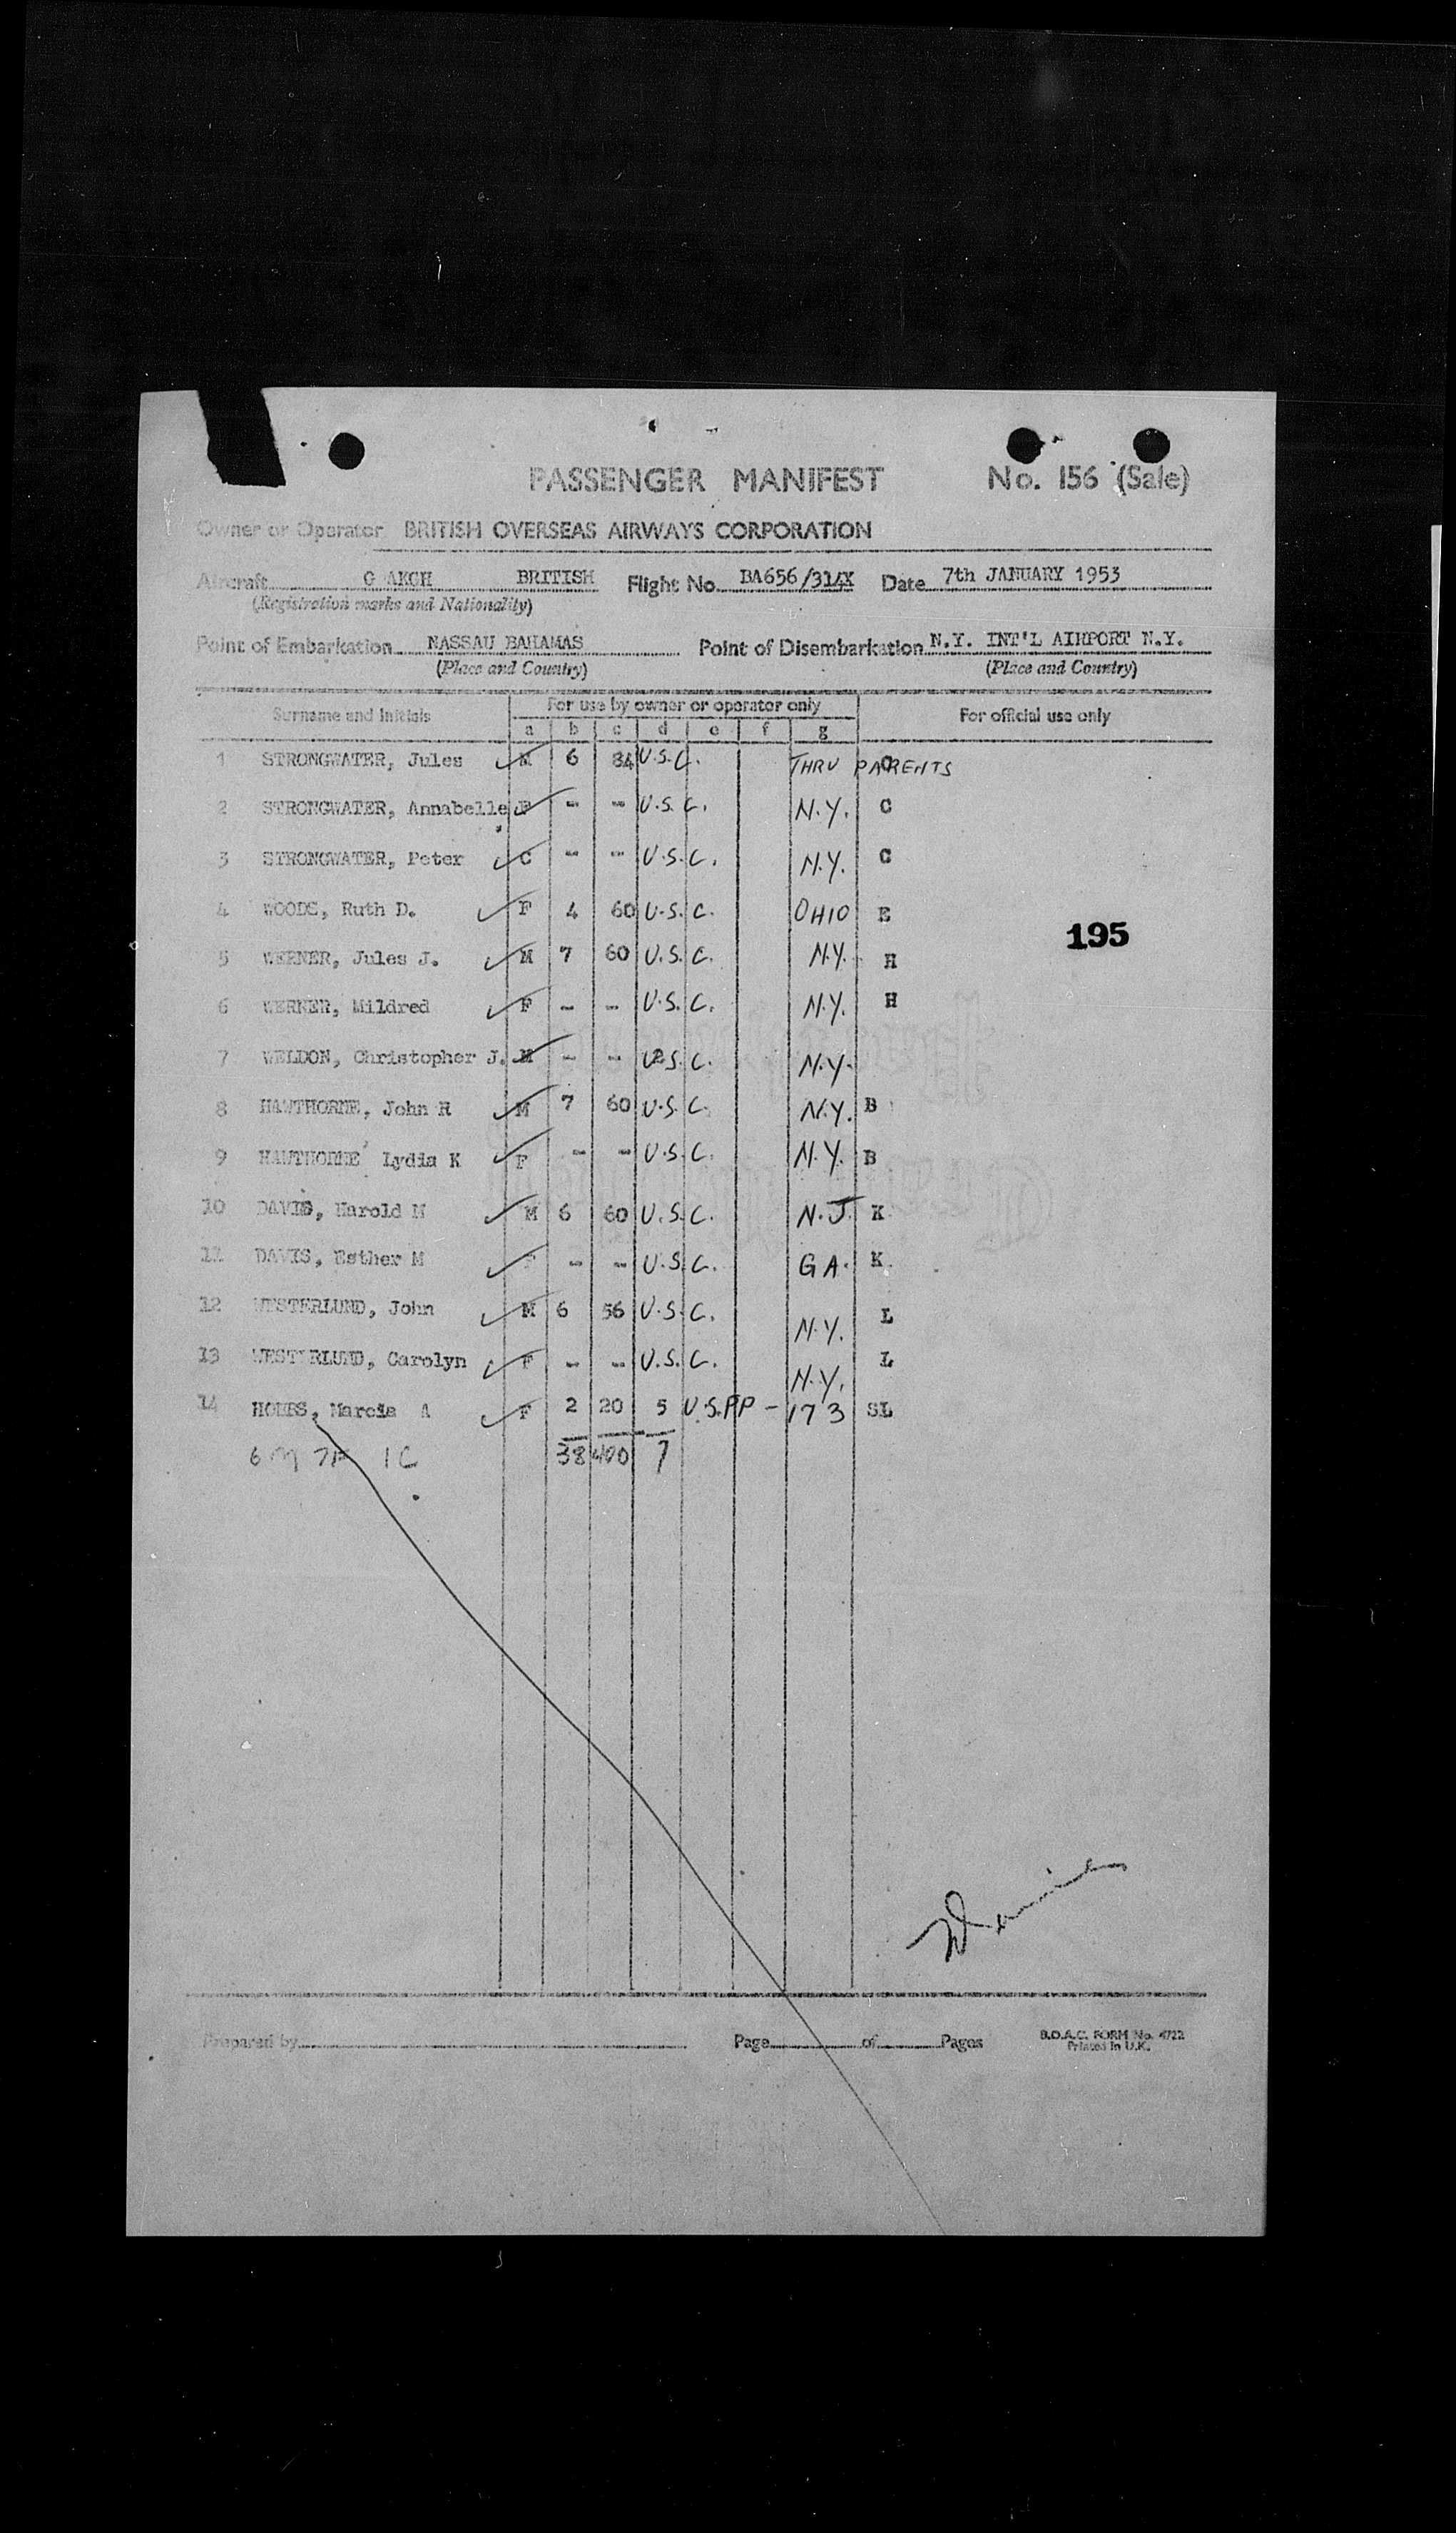 PASSENGER MANIFEST No. 156 (Sale)
Owner or Operator BRITISH OVERSEAS AIRWAYS CORPORATION
Aircraft G AKGH BRITISH Flight No. BA656/314X Date 7th JANUARY 1953
(Registration marks and Nationality)
Point of Embarkation NASSAU BAHAMAS Point of Disembarkation N.Y. INT'L AIRPORT N.Y.
(Place and Country) (Place and Country)
Surname and Initials For use by owner or operator only For official use only
a b c d e f g
1 STRONGWATER, Jules M 6 84 U.S.C. THRU PARENTS C
2 STRONGWATER, Annabelle F - - U.S.C. N.Y. C
3 STRONGWATER, Peter C - - U.S.C. N.Y. C
4 WOODS, Ruth D. F 4 60 U.S.C. OHIO E
195
5 WERNER, Jules J. M 7 60 U.S.C. N.Y. H
6 WERNER, Mildred F - - U.S.C. N.Y. H
7 WELDON, Christopher J. M - - U.S.C. N.Y.
8 HAWTHORNE, John R M 7 60 U.S.C. N.Y. B
9 HAWTHORNE Lydia K F - - U.S.C. N.Y. B
10 DAVIS, Harold M M 6 60 U.S.C. N.J. K
11 DAVIS, Esther M F - - U.S.C. GA. K
12 WESTERLUND, John M 6 56 U.S.C. N.Y. L
13 WESTERLUND, Carolyn F - - U.S.C. N.Y. L
14 HOMES, Marcia A F 2 20 5 U.S.PP - 173 SL
6M 7F 1C 38 400 7
Prepared by Page of Pages B.O.A.C. FORM No. 4722
Printed in U.K.